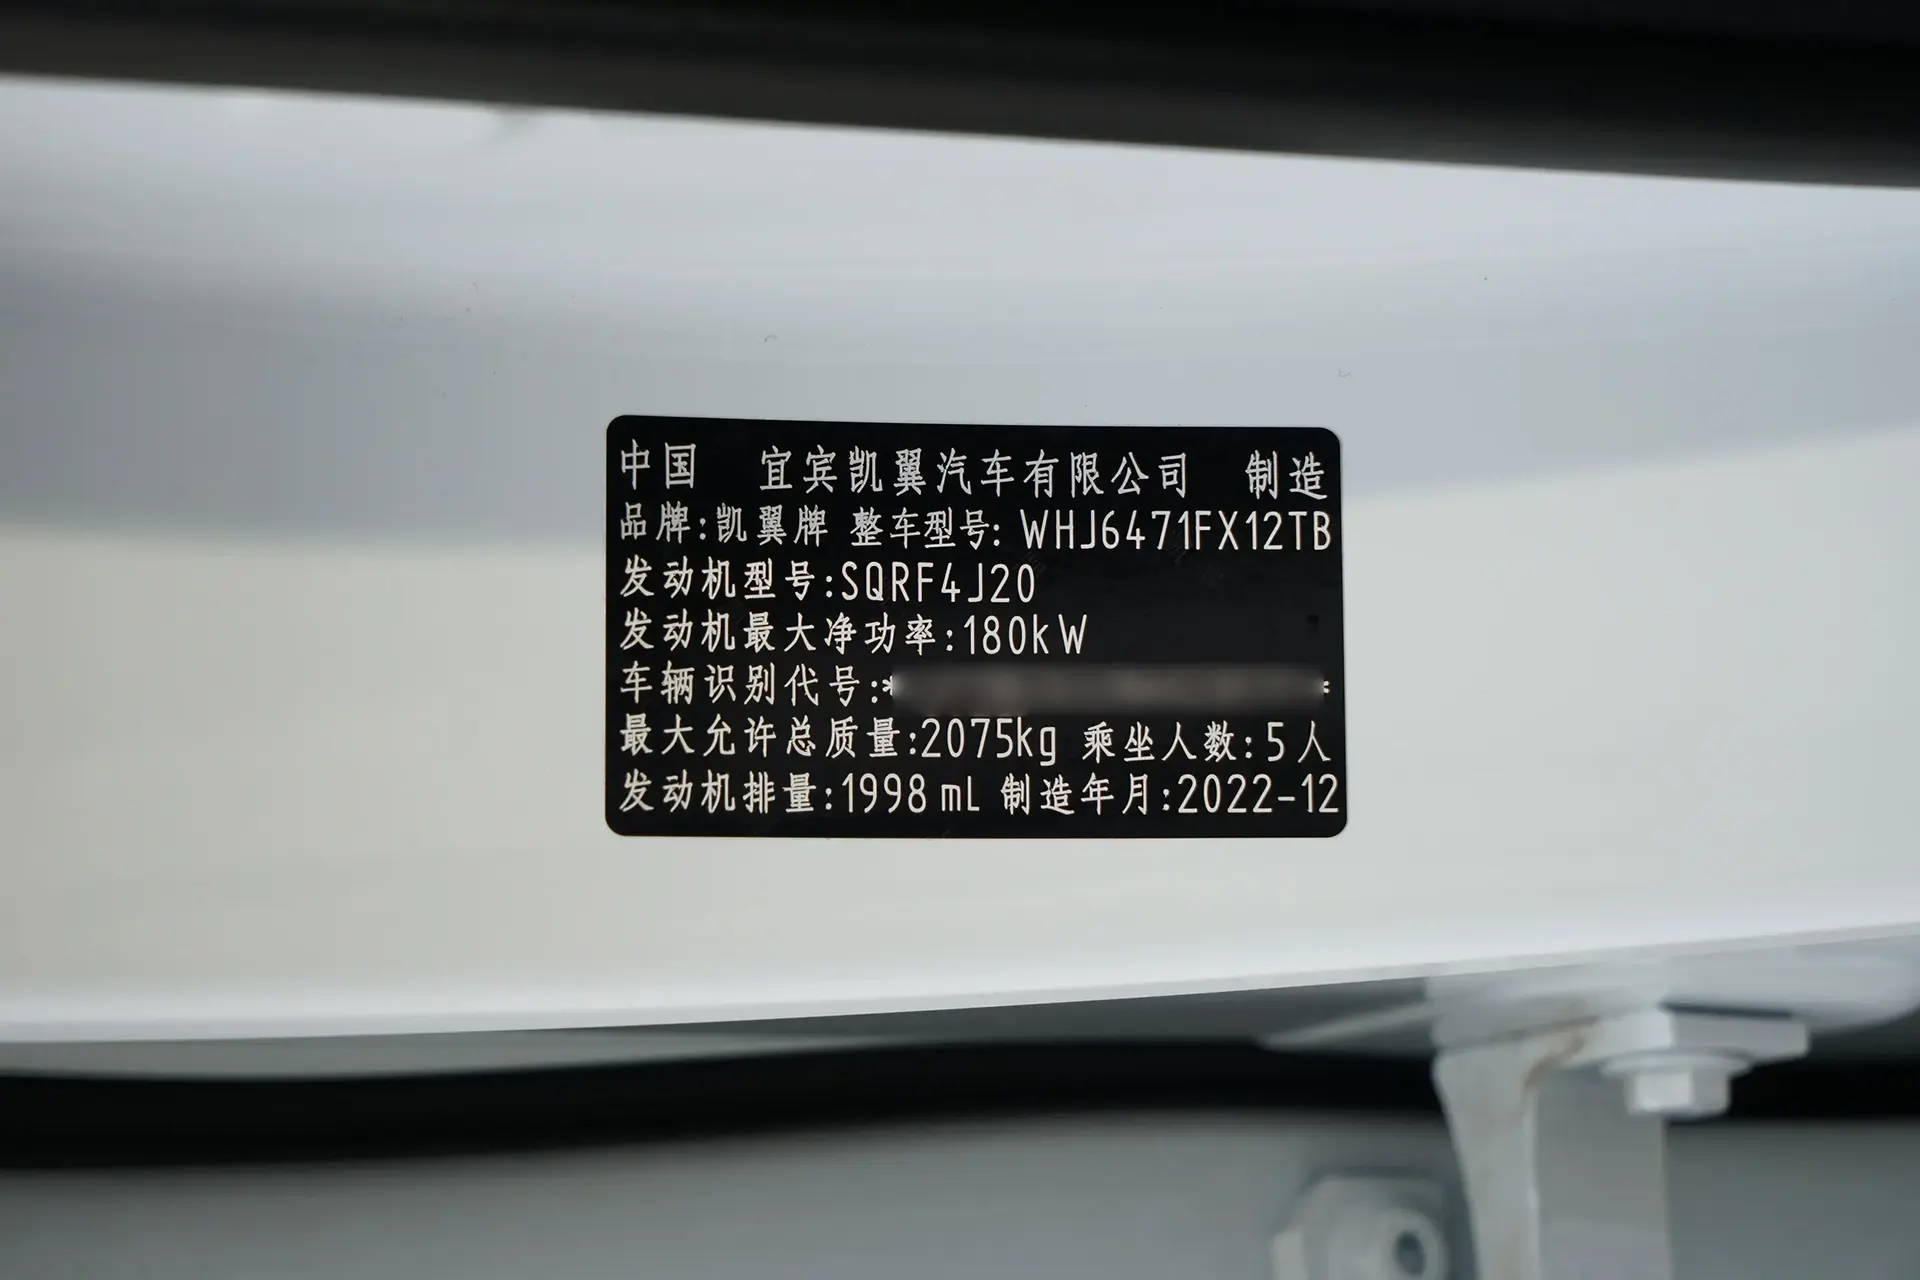 中国 宜宾凯翼汽车有限公司 制造
品牌:凯翼牌 整车型号: WHJ6471FX12TB
发动机型号:SQRF4J20
发动机最大净功率:180kW
车辆识别代号:*
最大允许总质量:2075kg 乘坐人数:5人
发动机排量:1998mL 制造年月:2022-12